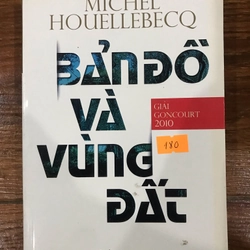 MICHEL
HOUELLEBECQ
BẢN ĐỒ
VÀ
VÙNG
ĐẤT
GIẢI
GONCOURT
2010
180